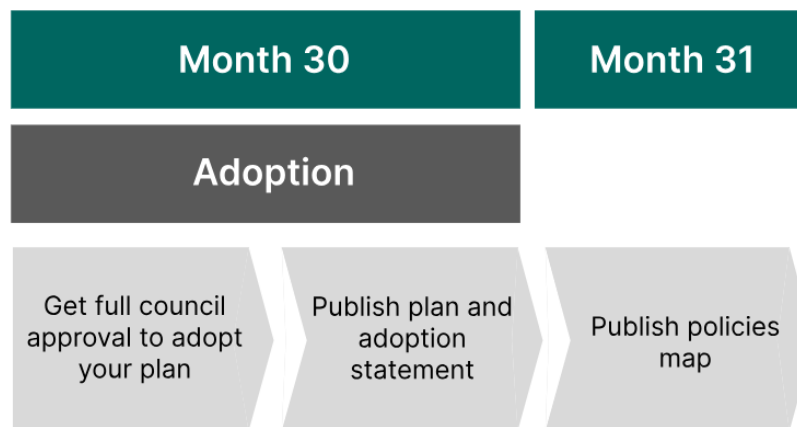 Month 30
Month 31
Adoption
Get full council
approval to adopt
your plan
Publish plan and
adoption
statement
Publish policies
map